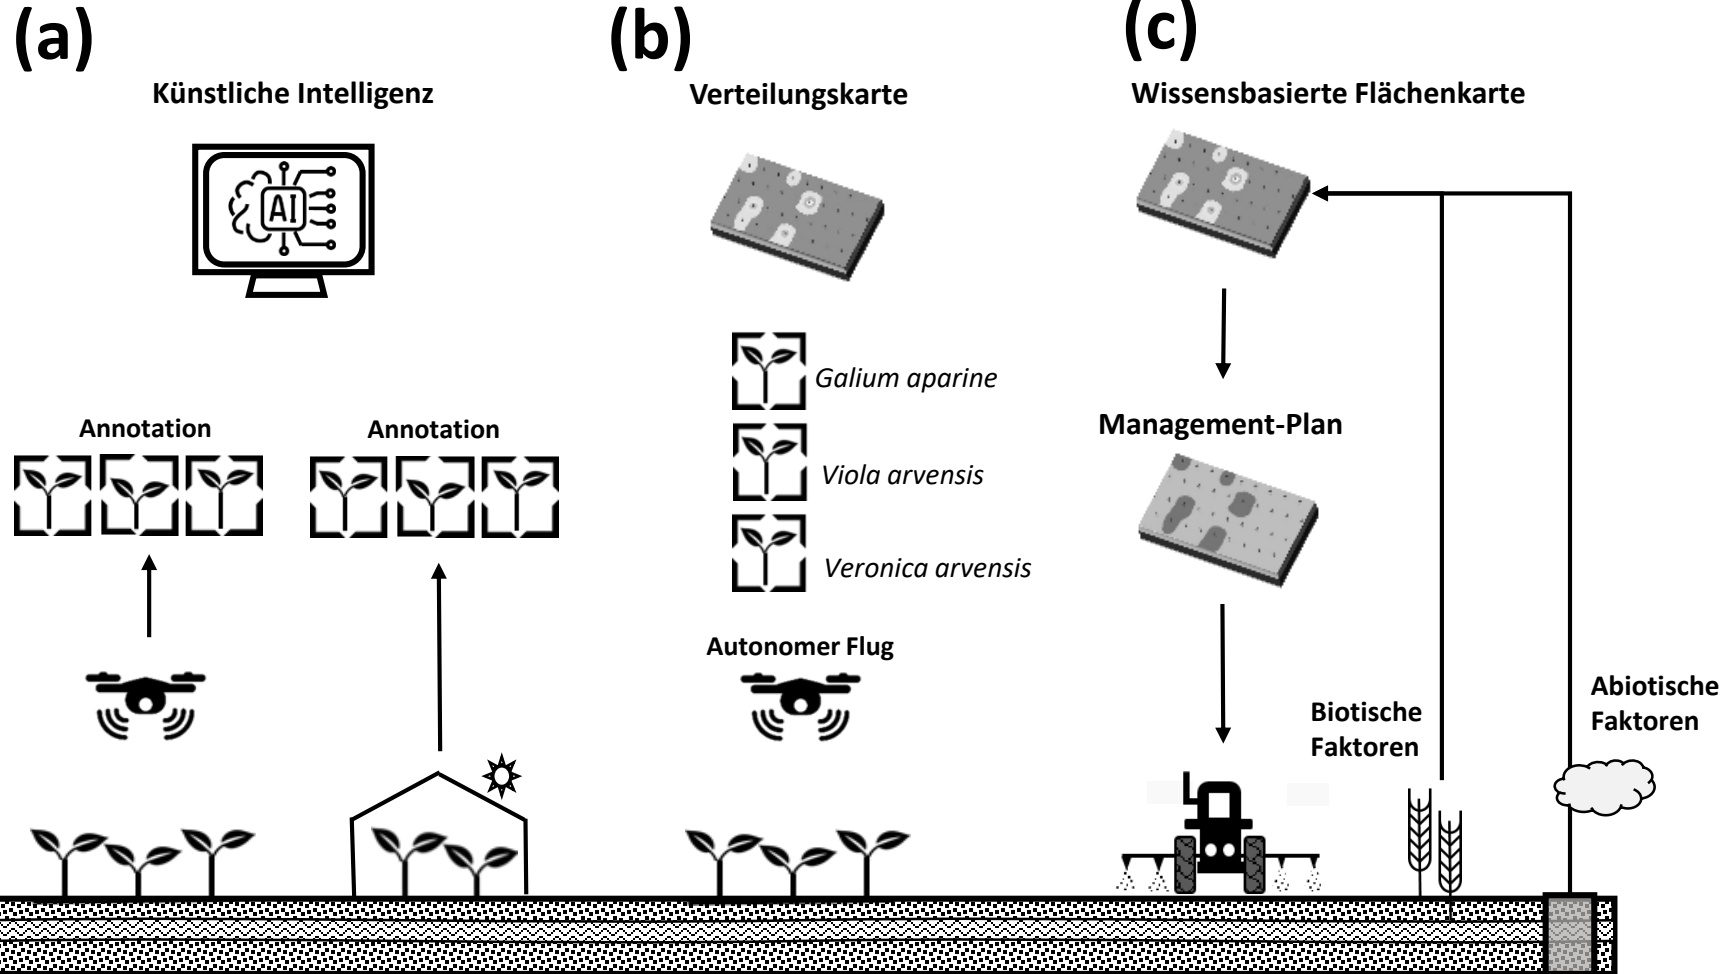 (a)
Künstliche Intelligenz
AI
Annotation
Annotation
(b)
Verteilungskarte
Galium aparine
Viola arvensis
Veronica arvensis
Autonomer Flug
(c)
Wissensbasierte Flächenkarte
Management-Plan
Biotische
Faktoren
Abiotische
Faktoren